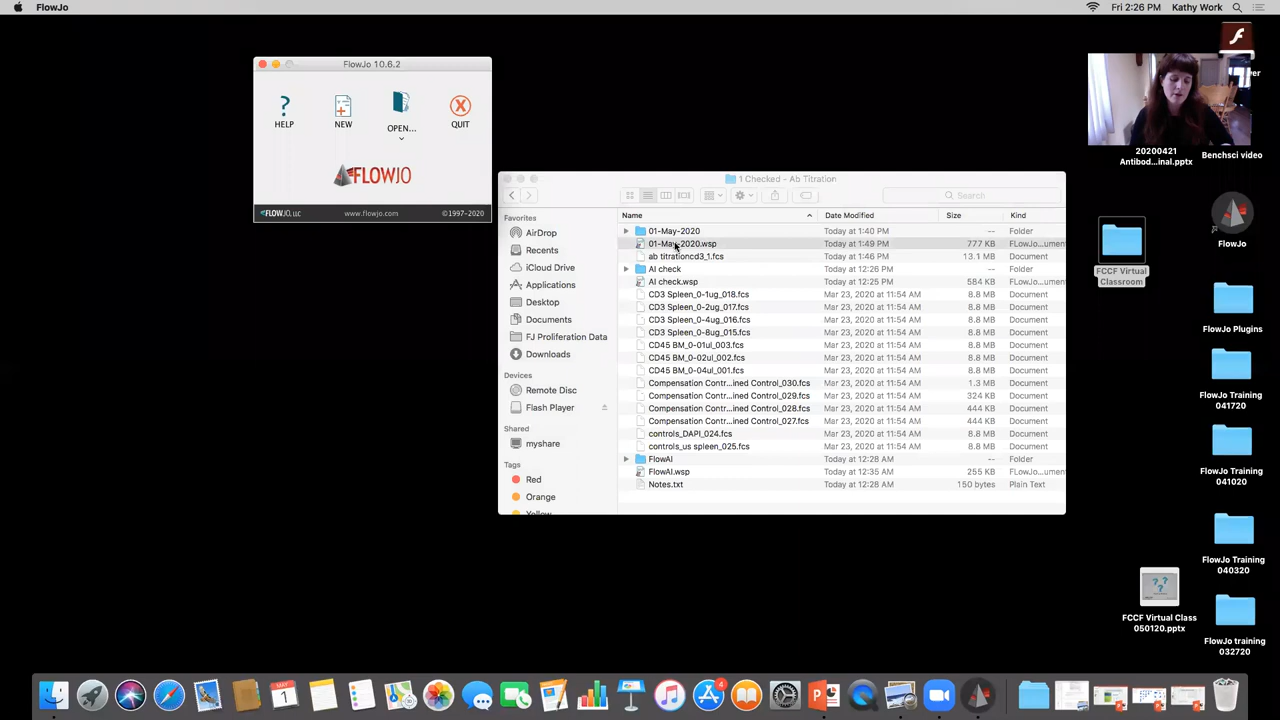 FlowJo
Fri 2:26 PM Kathy Work
FlowJo 10.6.2
HELP NEW OPEN... QUIT
FLOWJO
FLOWJO, LLC www.flowjo.com ©1997-2020
1 Checked - Ab Titration
Search
Favorites
AirDrop
Recents
iCloud Drive
Applications
Desktop
Documents
FJ Proliferation Data
Downloads
Devices
Remote Disc
Flash Player
Shared
myshare
Tags
Red
Orange
Yellow
Name Date Modified Size Kind
01-May-2020 Today at 1:40 PM -- Folder
01-May-2020.wsp Today at 1:49 PM 777 KB FLowJo...ument
ab titrationcd3_1.fcs Today at 1:46 PM 13.1 MB Document
AI check Today at 12:26 PM -- Folder
AI check.wsp Today at 12:25 PM 584 KB FLowJo...ument
CD3 Spleen_0-1ug_018.fcs Mar 23, 2020 at 11:54 AM 8.8 MB Document
CD3 Spleen_0-2ug_017.fcs Mar 23, 2020 at 11:54 AM 8.8 MB Document
CD3 Spleen_0-4ug_016.fcs Mar 23, 2020 at 11:54 AM 8.8 MB Document
CD3 Spleen_0-8ug_015.fcs Mar 23, 2020 at 11:54 AM 8.8 MB Document
CD45 BM_0-01ul_003.fcs Mar 23, 2020 at 11:54 AM 8.8 MB Document
CD45 BM_0-02ul_002.fcs Mar 23, 2020 at 11:54 AM 8.8 MB Document
CD45 BM_0-04ul_001.fcs Mar 23, 2020 at 11:54 AM 8.8 MB Document
Compensation Contr...ined Control_030.fcs Mar 23, 2020 at 11:54 AM 1.3 MB Document
Compensation Contr...ined Control_029.fcs Mar 23, 2020 at 11:54 AM 324 KB Document
Compensation Contr...ined Control_028.fcs Mar 23, 2020 at 11:54 AM 444 KB Document
Compensation Contr...ined Control_027.fcs Mar 23, 2020 at 11:54 AM 444 KB Document
controls_DAPI_024.fcs Mar 23, 2020 at 11:54 AM 8.8 MB Document
controls_us spleen_025.fcs Mar 23, 2020 at 11:54 AM 8.8 MB Document
FlowAI Today at 12:28 AM -- Folder
FlowAI.wsp Today at 12:35 AM 255 KB FLowJo...ument
Notes.txt Today at 12:28 AM 150 bytes Plain Text
20200421
Antibod...inal.pptx
Benchsci video
FCCF Virtual
Classroom
FlowJo
FlowJo Plugins
FlowJo Training
041720
FlowJo Training
041020
FlowJo Training
040320
FCCF Virtual Class
050120.pptx
FlowJo training
032720
MAY
1
4